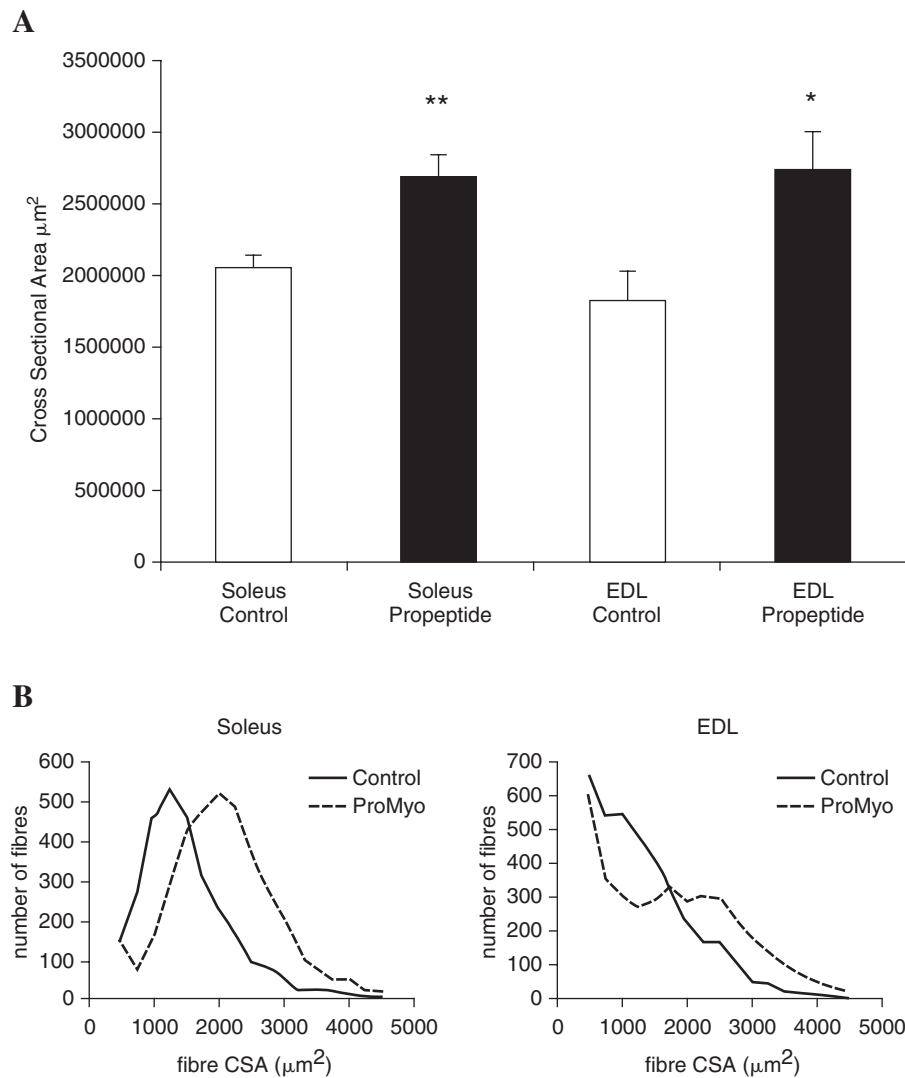 A
3500000
3000000
2500000
2000000
1500000
1000000
500000
0
Cross Sectional Area μm²
**
*
Soleus Control
Soleus Propeptide
EDL Control
EDL Propeptide
B
Soleus
600
500
400
300
200
100
0
number of fibres
Control
ProMyo
0 1000 2000 3000 4000 5000
fibre CSA (μm²)
EDL
700
600
500
400
300
200
100
0
number of fibres
Control
ProMyo
0 1000 2000 3000 4000 5000
fibre CSA (μm²)